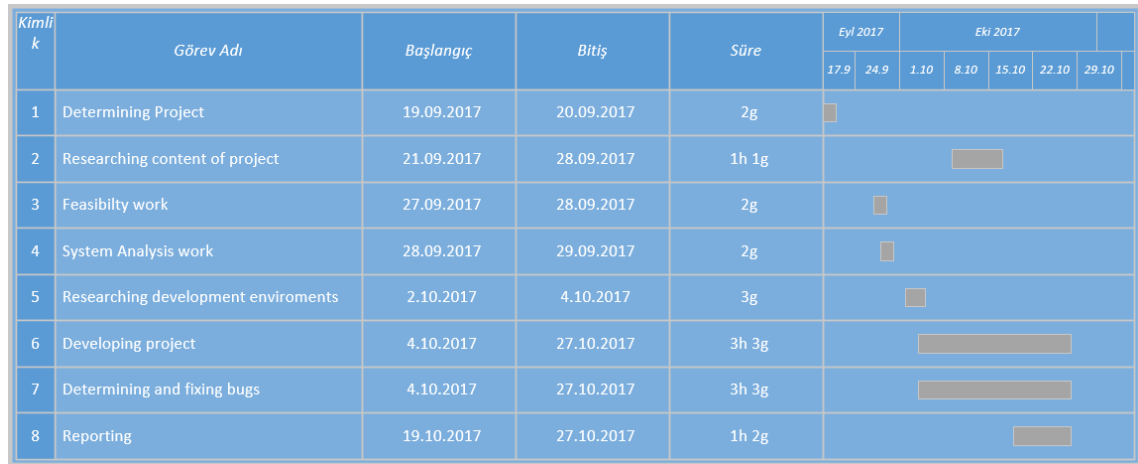 Kimli
k
Görev Adı
Başlangıç
Bitiş
Süre
Eyl 2017
Eki 2017
17.9 24.9 1.10 8.10 15.10 22.10 29.10
1 Determining Project 19.09.2017 20.09.2017 2g
2 Researching content of project 21.09.2017 28.09.2017 1h 1g
3 Feasibilty work 27.09.2017 28.09.2017 2g
4 System Analysis work 28.09.2017 29.09.2017 2g
5 Researching development enviroments 2.10.2017 4.10.2017 3g
6 Developing project 4.10.2017 27.10.2017 3h 3g
7 Determining and fixing bugs 4.10.2017 27.10.2017 3h 3g
8 Reporting 19.10.2017 27.10.2017 1h 2g